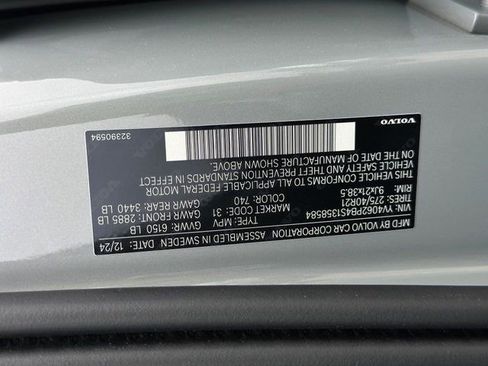 MFD BY VOLVO CAR CORPORATION ASSEMBLED IN SWEDEN 12/24
VIN: YV4062PB4S1358584 GAWR FRONT: 2885 LB GVWR: 6150 LB
TIRES: 275/40R21 GAWR REAR: 3440 LB TYPE: MPV
RIM: 9Jx21x38.5 COLOR: 740 MARKET CODE: 31
THIS VEHICLE CONFORMS TO ALL APPLICABLE FEDERAL MOTOR
VEHICLE SAFETY AND THEFT PREVENTION STANDARDS IN EFFECT
ON THE DATE OF MANUFACTURE SHOWN ABOVE.
VOLVO 32390594